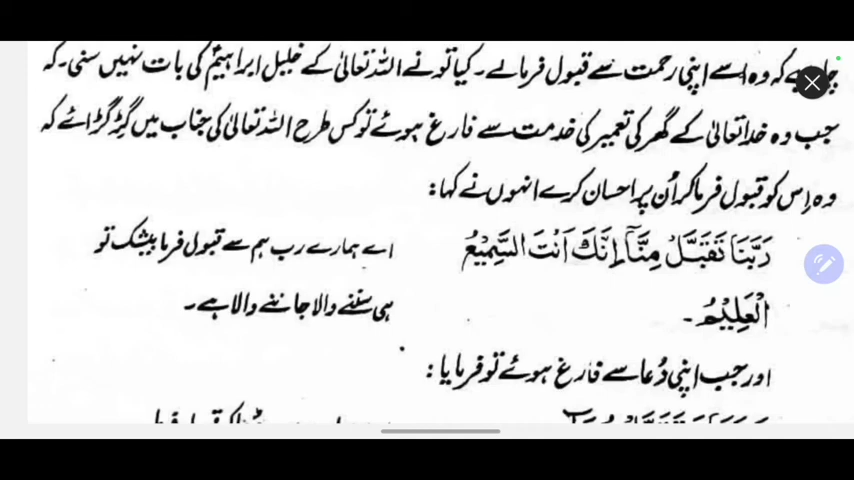 چاہیے کہ وہ اسے اپنی رحمت سے قبول فرمالے۔ کیا تو نے اللہ تعالیٰ کے خلیل ابراہیمؑ کی بات نہیں سنی۔ کہ
جب وہ خدا تعالیٰ کے گھر کی تعمیر کی خدمت سے فارغ ہوئے تو کس طرح اللہ تعالیٰ کی جناب میں گڑگڑائے کہ
وہ اِس کو قبول فرما کر اُن پر احسان کرے انہوں نے کہا:
رَبَّنَا تَقَبَّلْ مِنَّآ اِنَّكَ اَنْتَ السَّمِيْعُ
الْعَلِيْمُ۔
اے ہمارے رب ہم سے قبول فرما بیشک تو
ہی سننے والا جاننے والا ہے۔
اور جب اپنی دُعا سے فارغ ہوئے تو فرمایا: